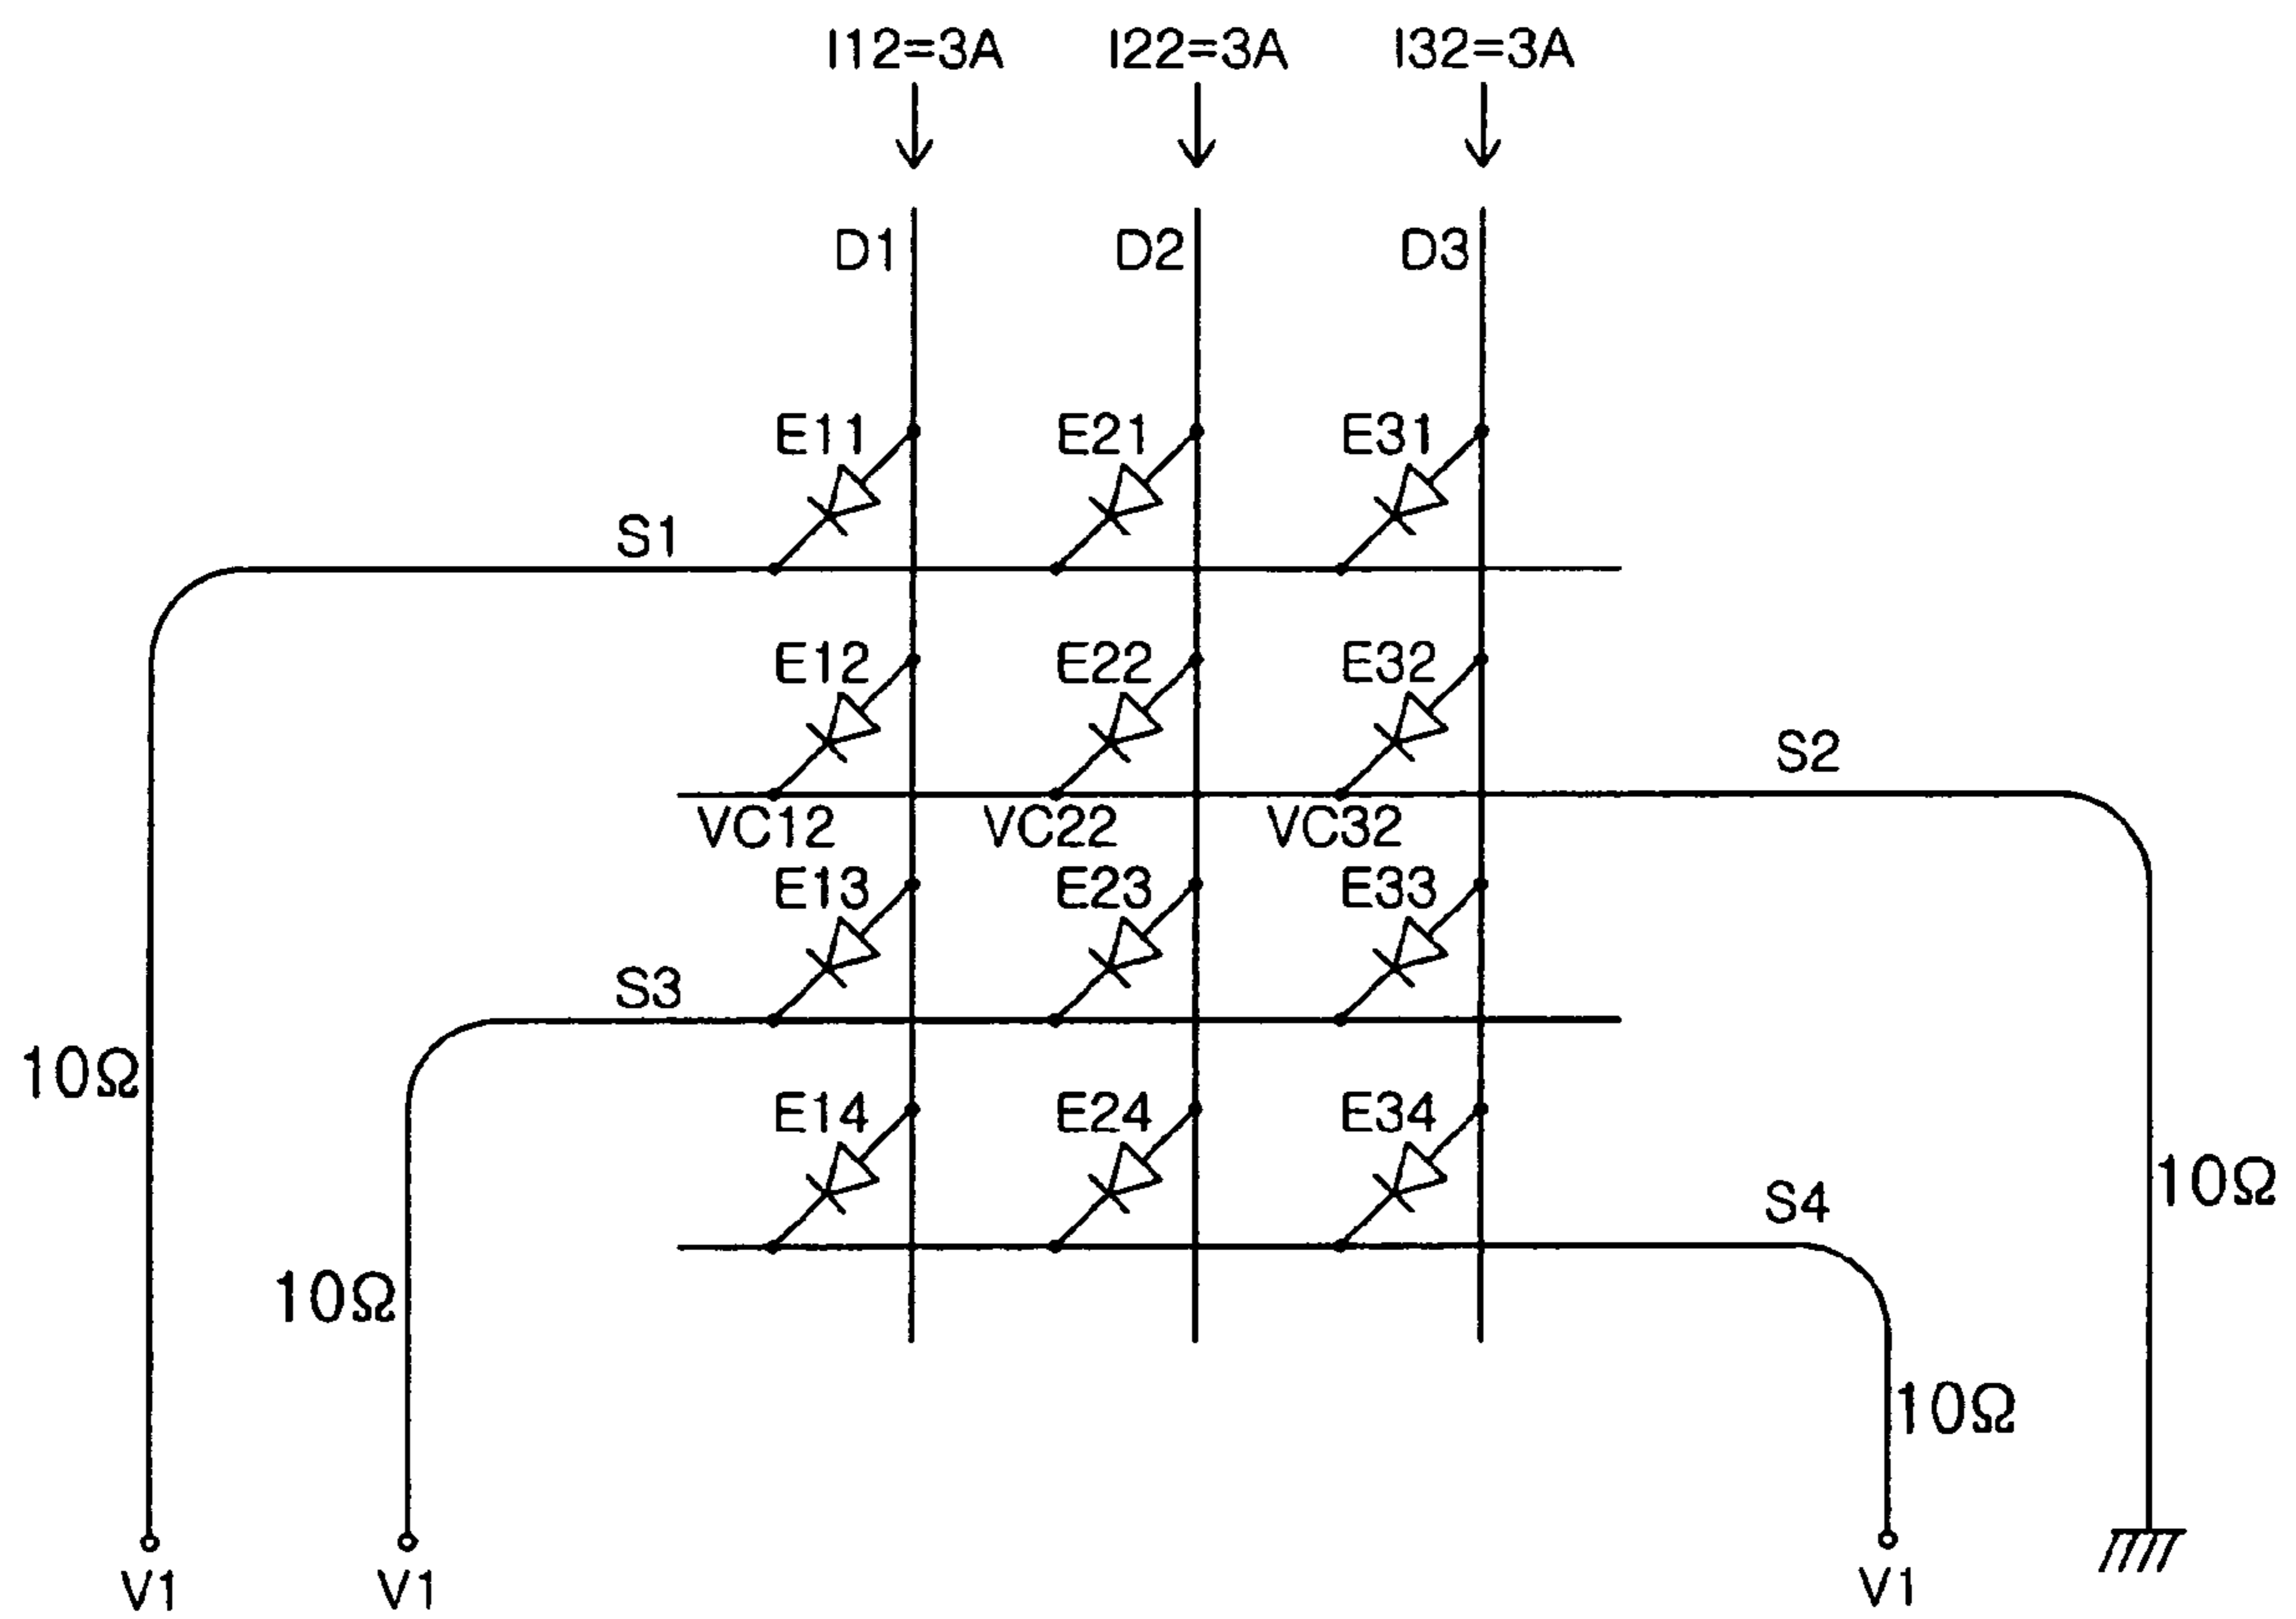 I12=3A I22=3A I32=3A
D1 D2 D3
E11 E21 E31
S1
E12 E22 E32
S2
VC12 VC22 VC32
E13 E23 E33
S3
10Ω
E14 E24 E34
10Ω
S4
10Ω
10Ω
V1 V1 V1